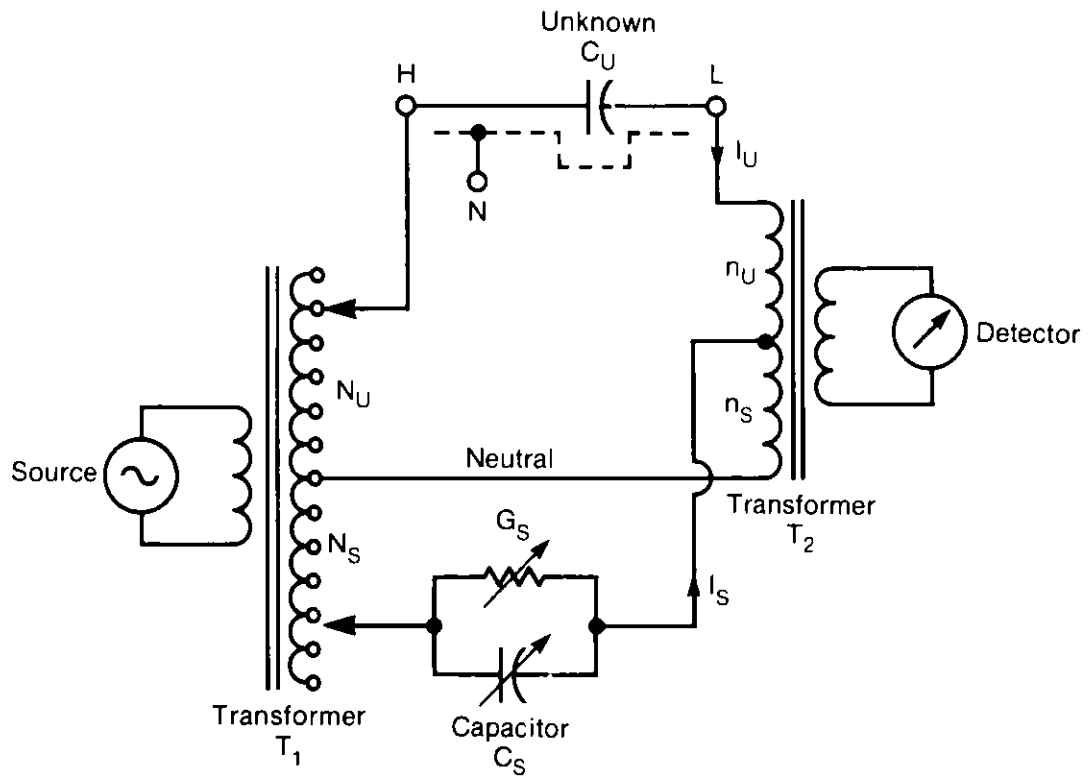 Unknown
C_U
H
L
I_U
N
n_U
N_U
Detector
n_S
Source
Neutral
Transformer
T_2
N_S
G_S
I_S
Transformer
T_1
Capacitor
C_S